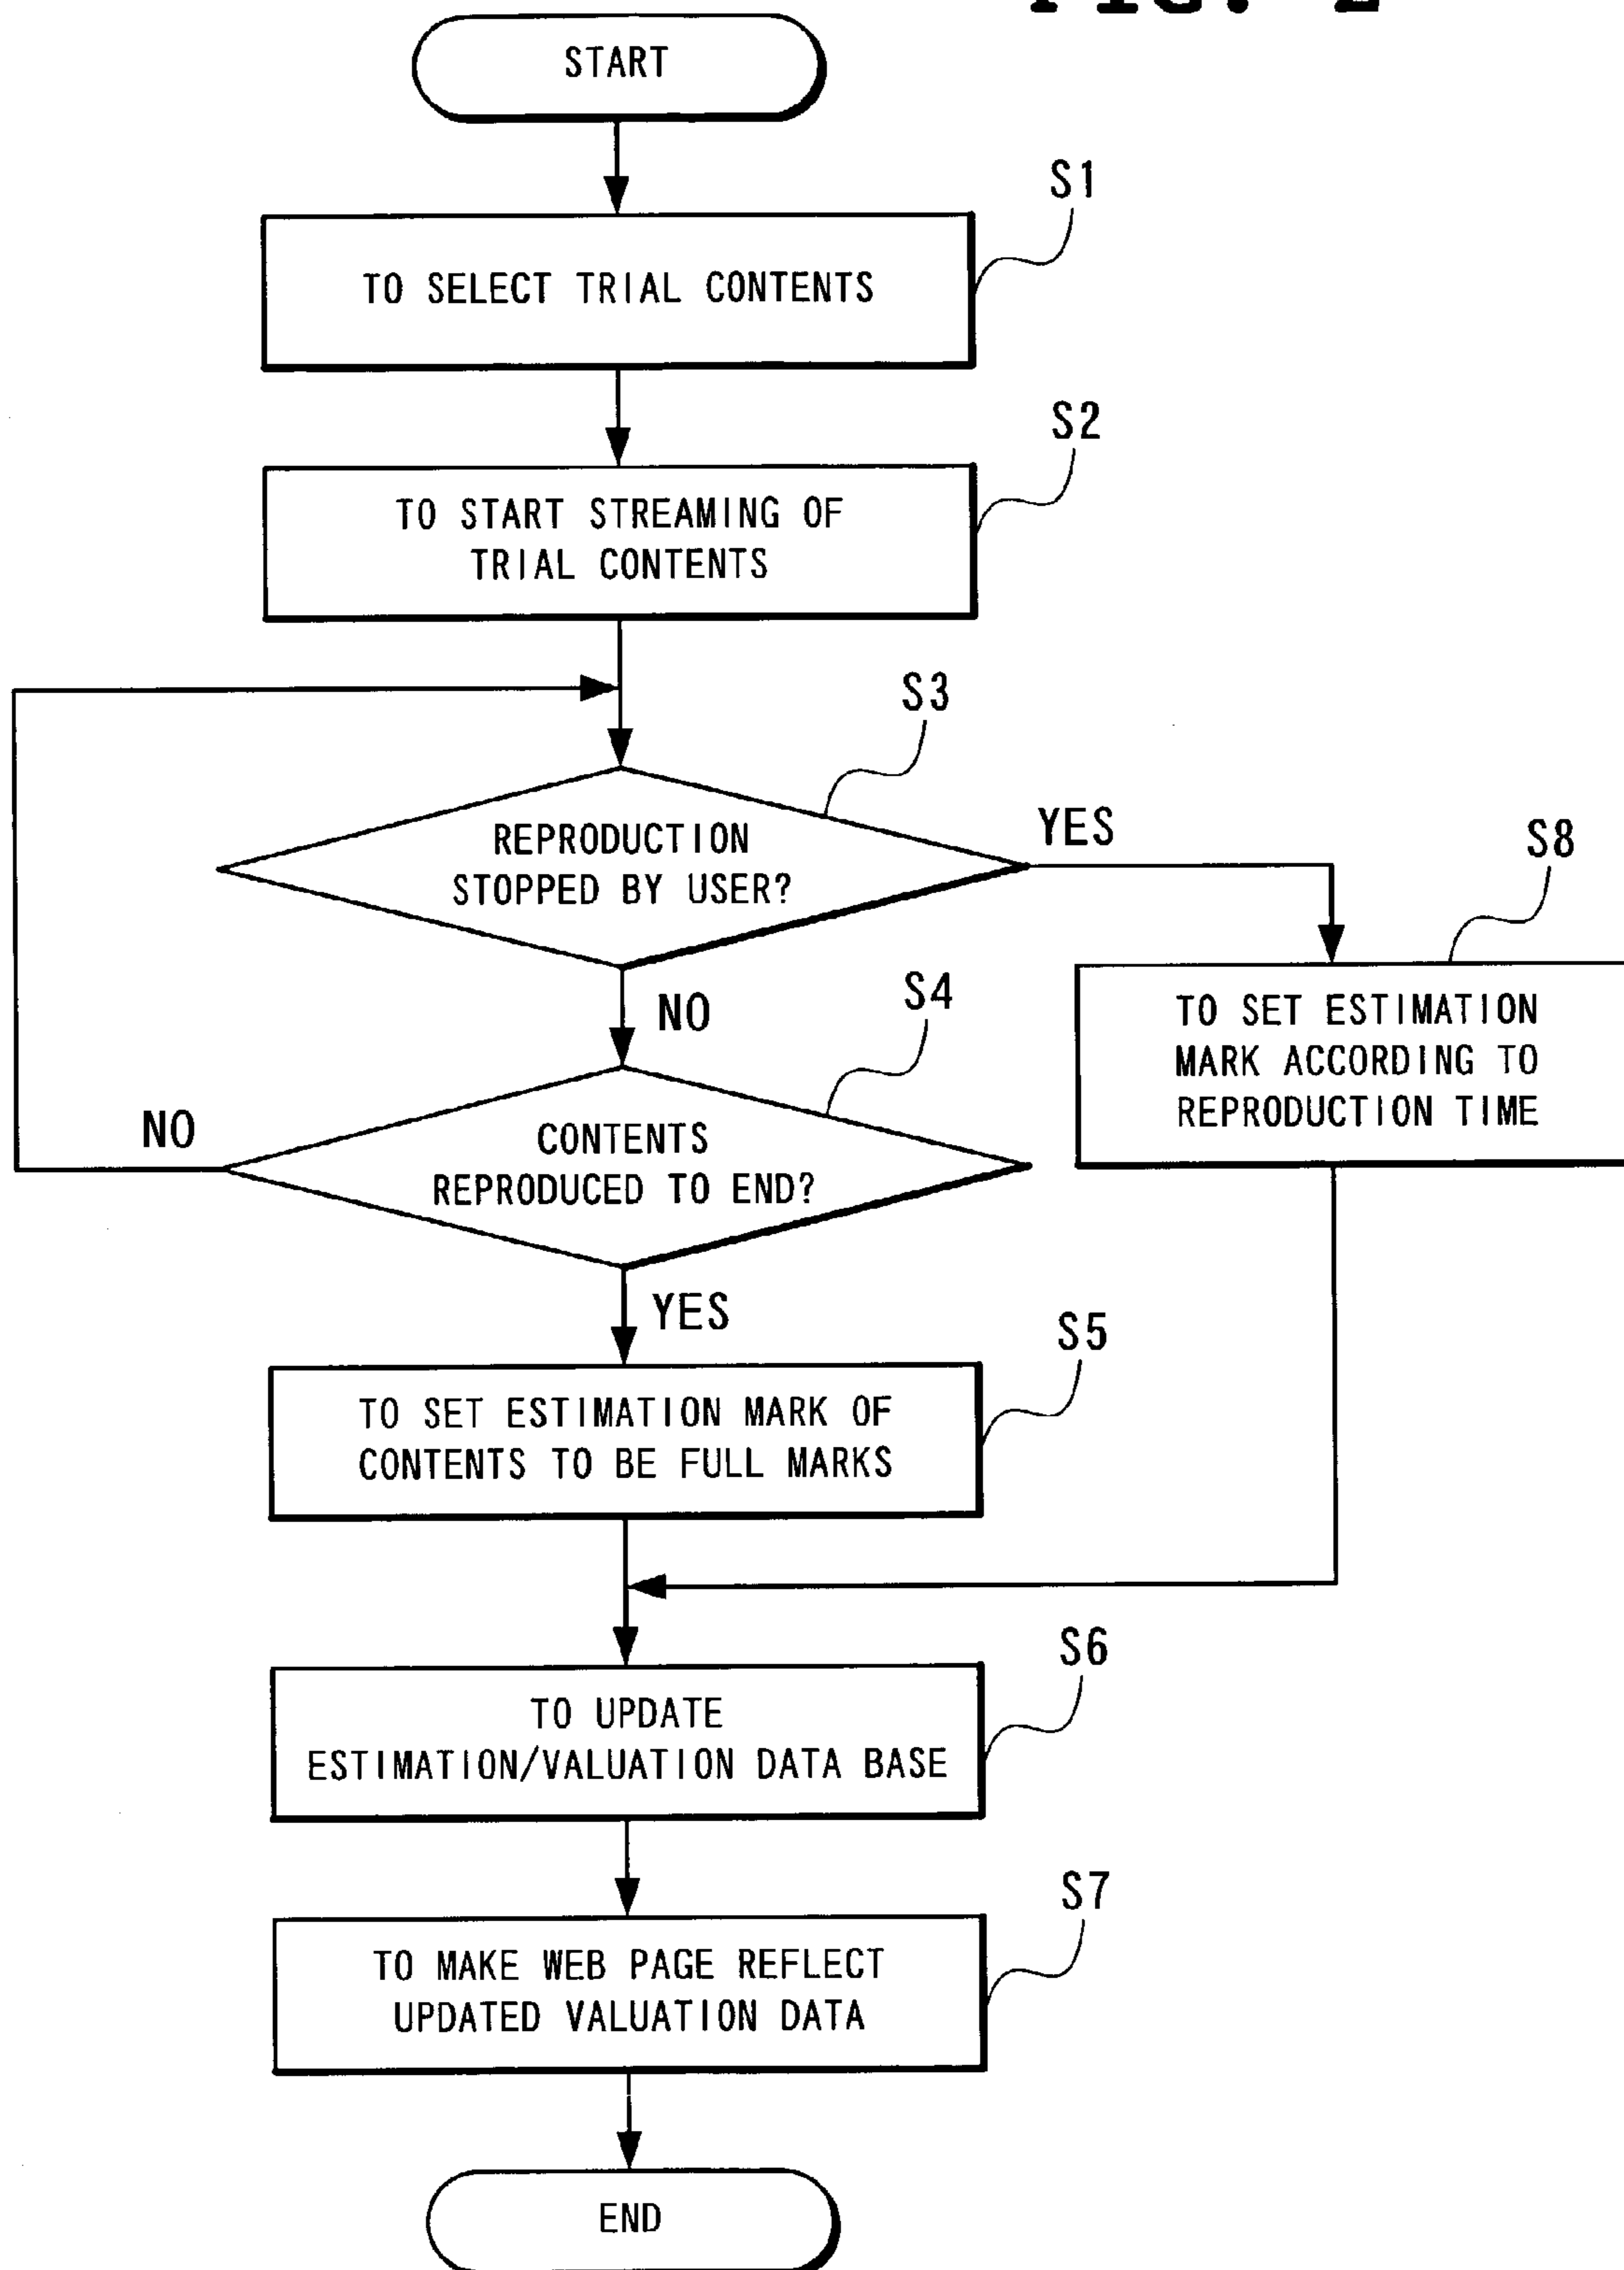 START
S1
TO SELECT TRIAL CONTENTS
S2
TO START STREAMING OF
TRIAL CONTENTS
S3
REPRODUCTION
STOPPED BY USER?
YES
S8
TO SET ESTIMATION
MARK ACCORDING TO
REPRODUCTION TIME
NO
S4
CONTENTS
REPRODUCED TO END?
NO
YES
S5
TO SET ESTIMATION MARK OF
CONTENTS TO BE FULL MARKS
S6
TO UPDATE
ESTIMATION/VALUATION DATA BASE
S7
TO MAKE WEB PAGE REFLECT
UPDATED VALUATION DATA
END